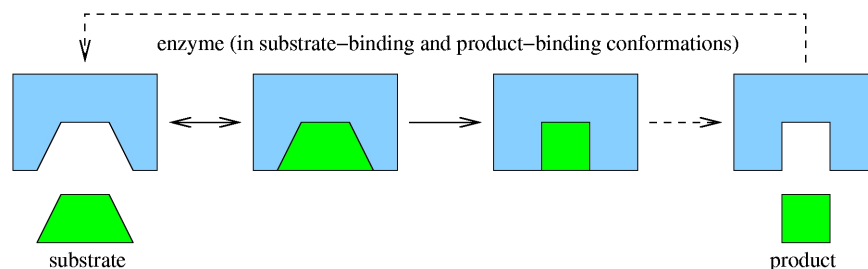 enzyme (in substrate−binding and product−binding conformations)
substrate
product